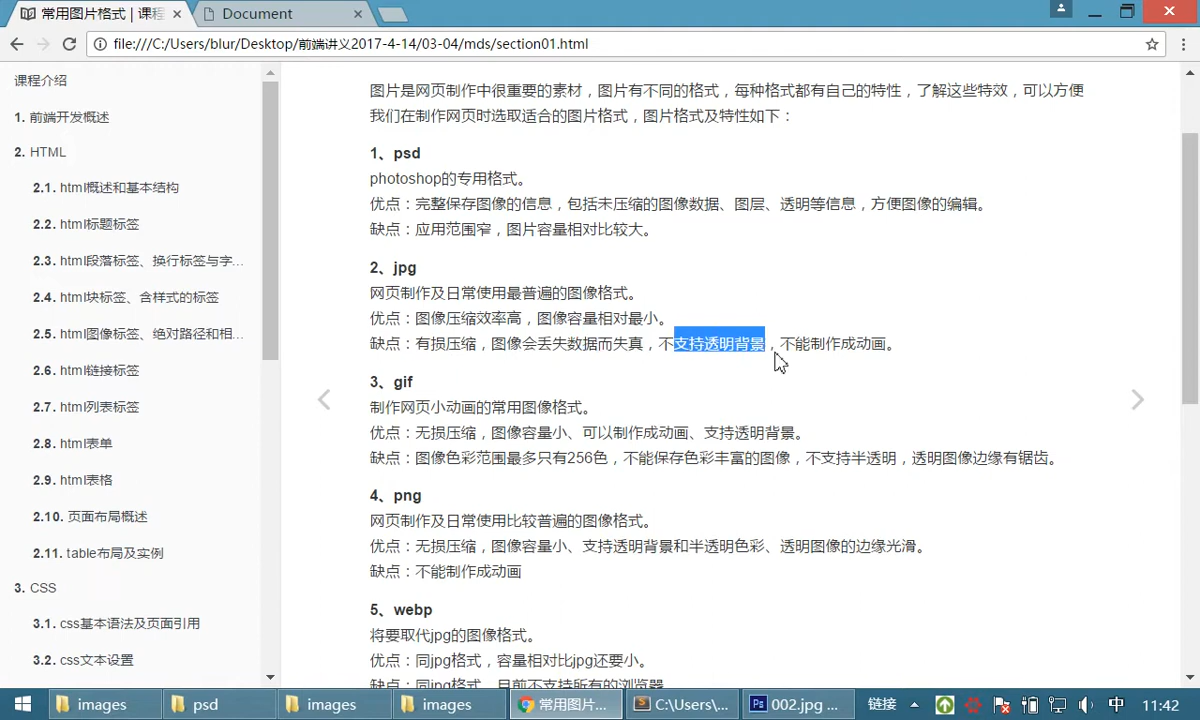 常用图片格式 | 课程
Document
file:///C:/Users/blur/Desktop/前端讲义2017-4-14/03-04/mds/section01.html
课程介绍
1. 前端开发概述
2. HTML
2.1. html概述和基本结构
2.2. html标题标签
2.3. html段落标签、换行标签与字...
2.4. html块标签、含样式的标签
2.5. html图像标签、绝对路径和相...
2.6. html链接标签
2.7. html列表标签
2.8. html表单
2.9. html表格
2.10. 页面布局概述
2.11. table布局及实例
3. CSS
3.1. css基本语法及页面引用
3.2. css文本设置
图片是网页制作中很重要的素材，图片有不同的格式，每种格式都有自己的特性，了解这些特效，可以方便
我们在制作网页时选取适合的图片格式，图片格式及特性如下：
1、psd
photoshop的专用格式。
优点：完整保存图像的信息，包括未压缩的图像数据、图层、透明等信息，方便图像的编辑。
缺点：应用范围窄，图片容量相对比较大。
2、jpg
网页制作及日常使用最普遍的图像格式。
优点：图像压缩效率高，图像容量相对最小。
缺点：有损压缩，图像会丢失数据而失真，不支持透明背景，不能制作成动画。
3、gif
制作网页小动画的常用图像格式。
优点：无损压缩，图像容量小、可以制作成动画、支持透明背景。
缺点：图像色彩范围最多只有256色，不能保存色彩丰富的图像，不支持半透明，透明图像边缘有锯齿。
4、png
网页制作及日常使用比较普遍的图像格式。
优点：无损压缩，图像容量小、支持透明背景和半透明色彩、透明图像的边缘光滑。
缺点：不能制作成动画
5、webp
将要取代jpg的图像格式。
优点：同jpg格式，容量相对比jpg还要小。
缺点：同jpg格式，目前不支持所有的浏览器
images
psd
images
images
常用图片...
C:\Users\...
002.jpg ...
链接
中
11:42